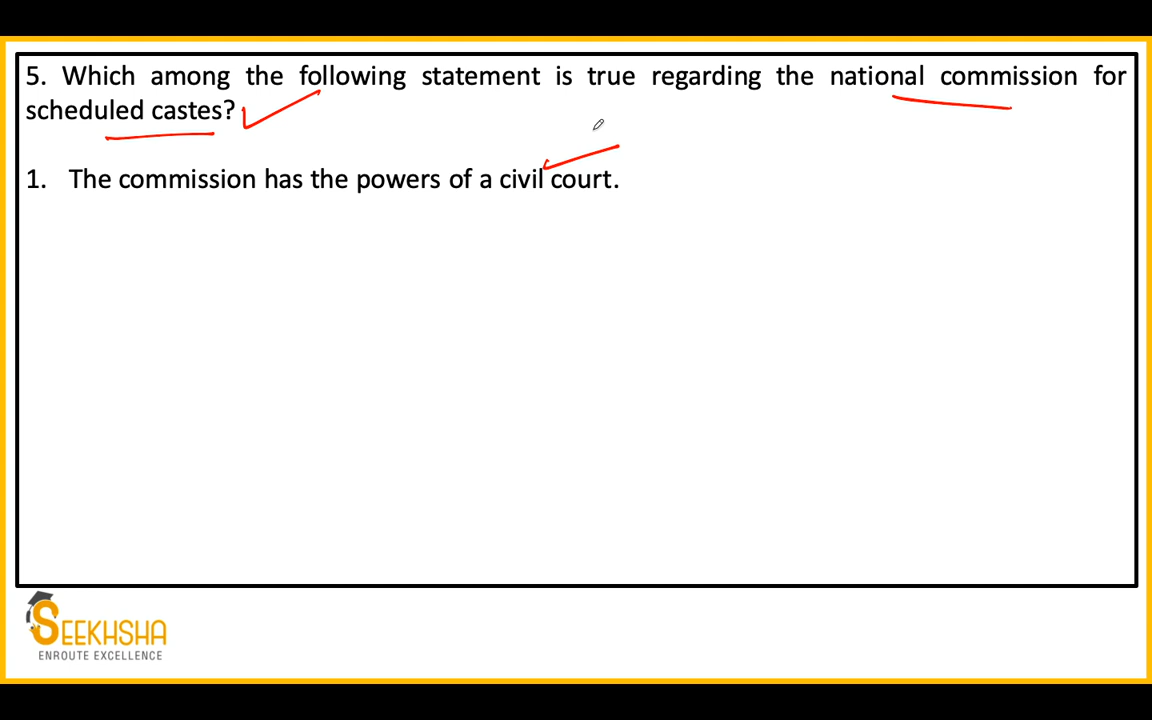 5. Which among the following statement is true regarding the national commission for
scheduled castes?
1. The commission has the powers of a civil court.
SEEKHSHA
ENROUTE EXCELLENCE